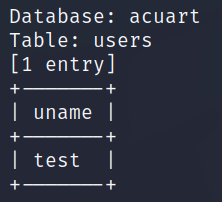 Database: acuart
Table: users
[1 entry]
+-------+
| uname |
+-------+
| test  |
+-------+